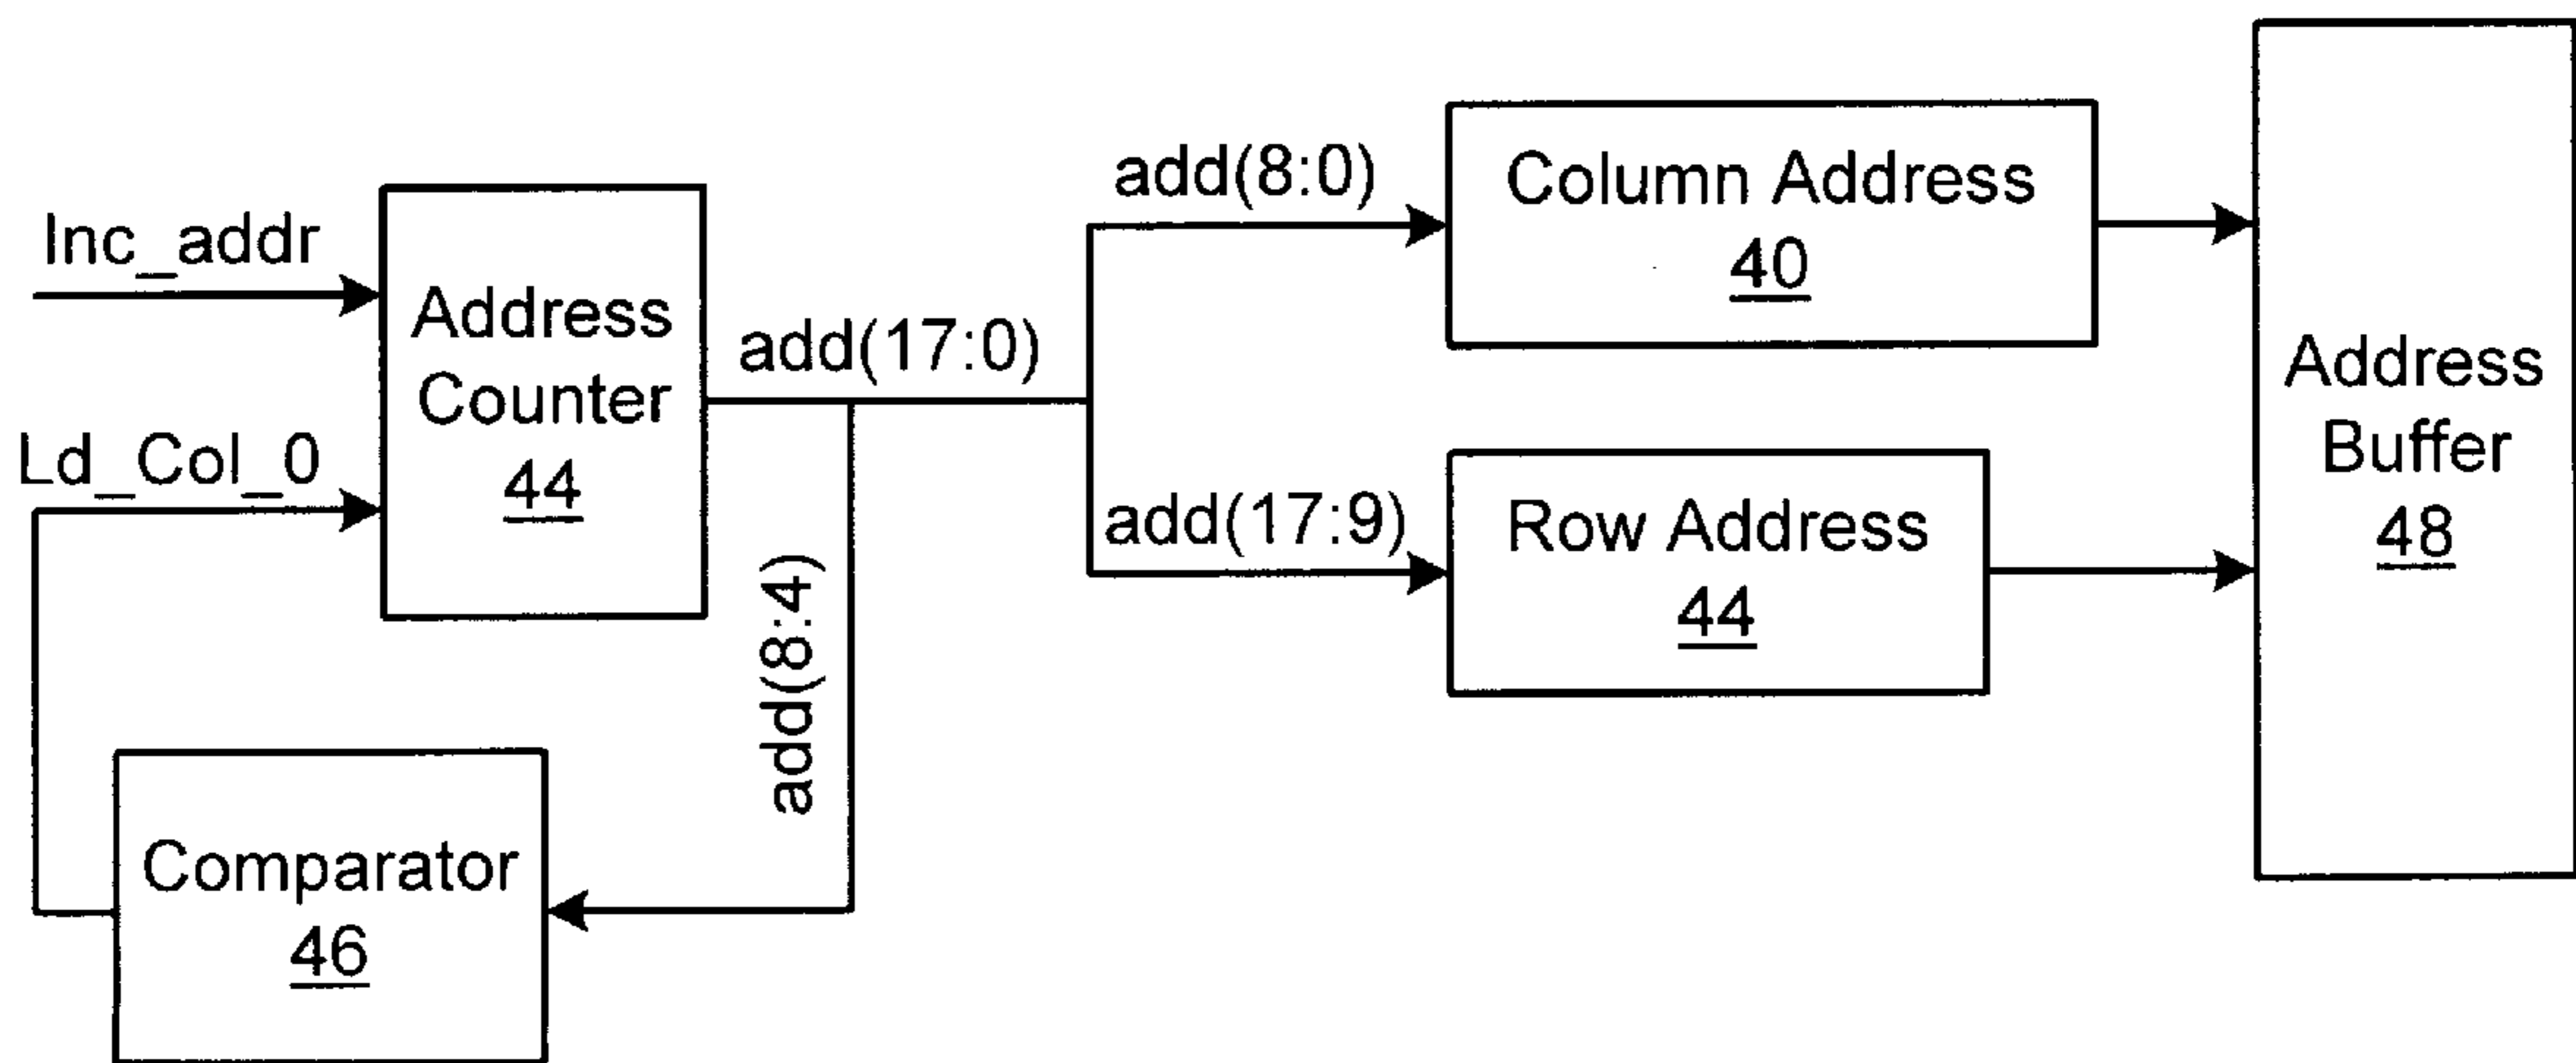 Inc_addr
Ld_Col_0
Address
Counter
44
add(17:0)
add(8:4)
Comparator
46
add(8:0)
Column Address
40
add(17:9)
Row Address
44
Address
Buffer
48